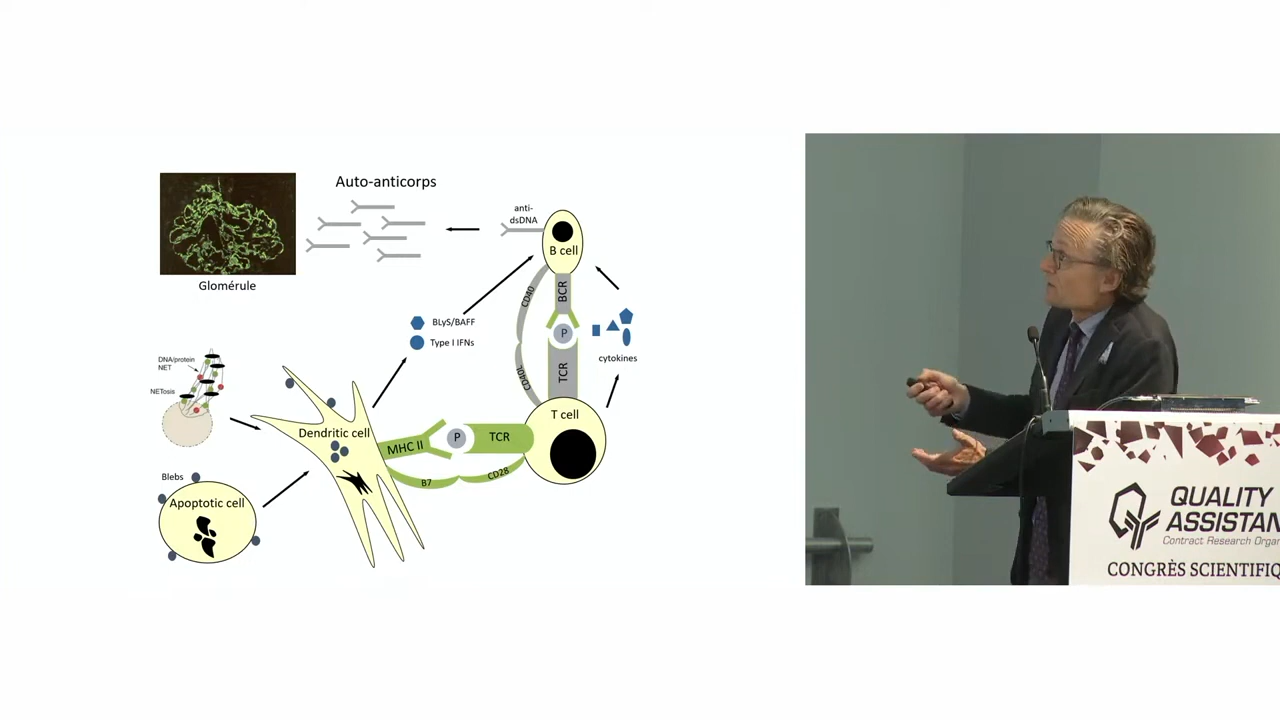 Auto-anticorps
anti-
dsDNA
B cell
Glomérule
CD40
BCR
BLyS/BAFF
Type I IFNs
P
cytokines
DNA/protein
NET
NETosis
CD40L
TCR
T cell
Dendritic cell
MHC II
P
TCR
B7
CD28
Blebs
Apoptotic cell
QUALITY
ASSISTAN
Contract Research Organ
CONGRÈS SCIENTIFIQ